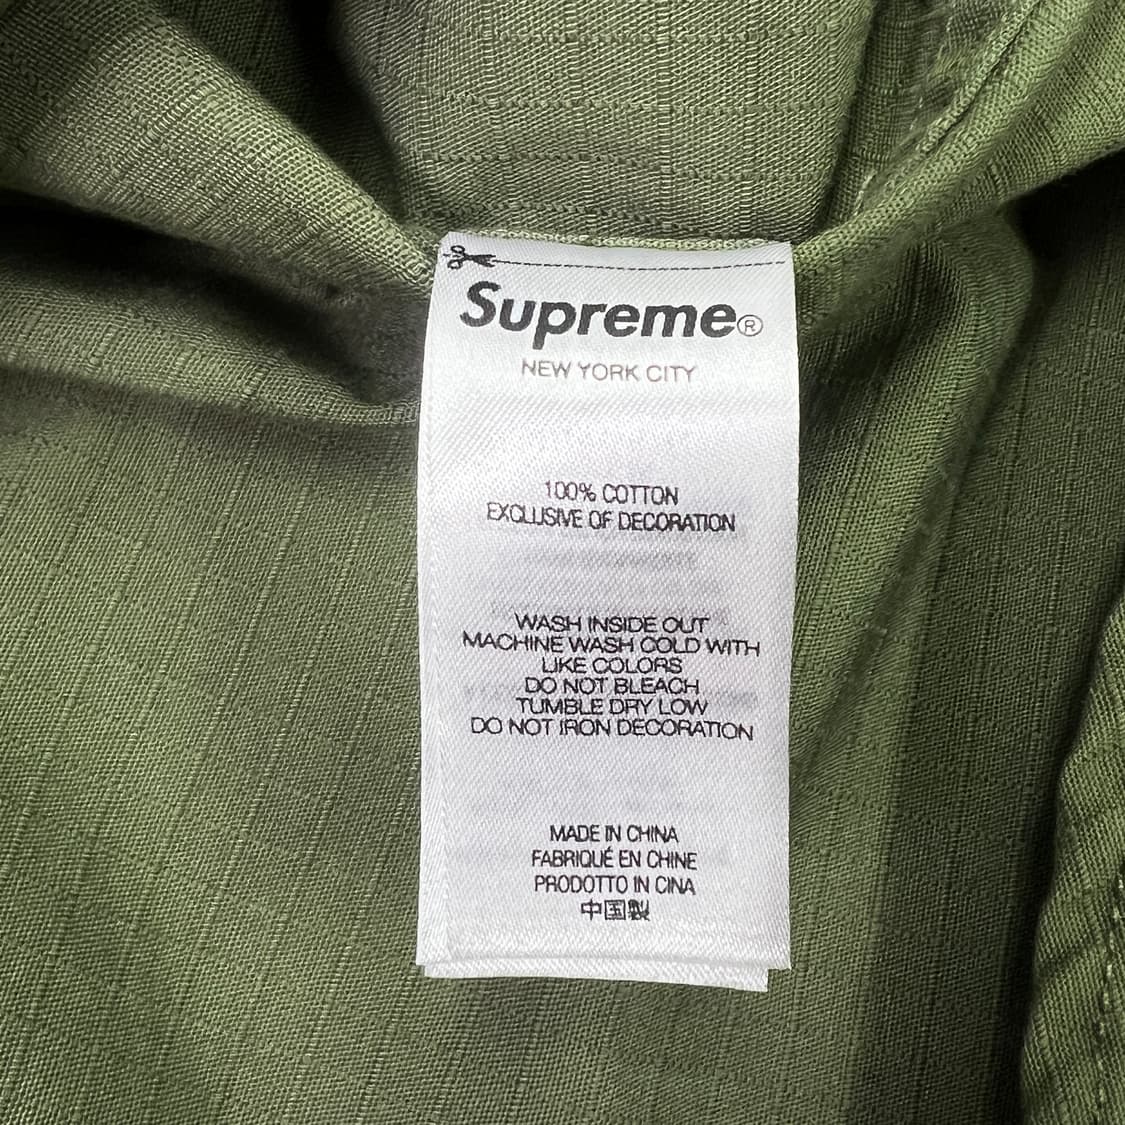 Supreme®
NEW YORK CITY
100% COTTON
EXCLUSIVE OF DECORATION
WASH INSIDE OUT
MACHINE WASH COLD WITH
LIKE COLORS
DO NOT BLEACH
TUMBLE DRY LOW
DO NOT IRON DECORATION
MADE IN CHINA
FABRIQUÉ EN CHINE
PRODOTTO IN CINA
中国製